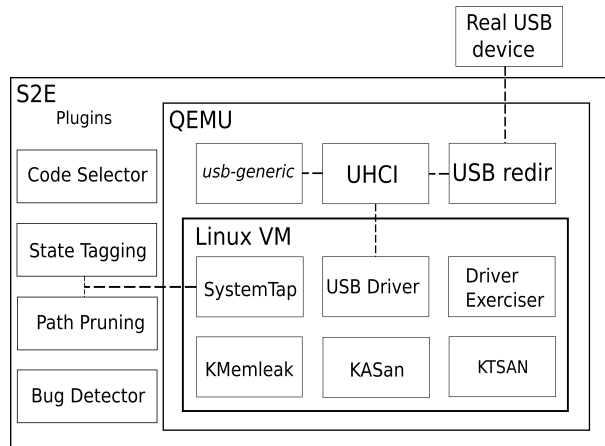 Real USB
device
S2E
Plugins
QEMU
Code Selector
usb-generic
UHCI
USB redir
State Tagging
Linux VM
SystemTap
USB Driver
Driver
Exerciser
Path Pruning
KMemleak
KASan
KTSAN
Bug Detector